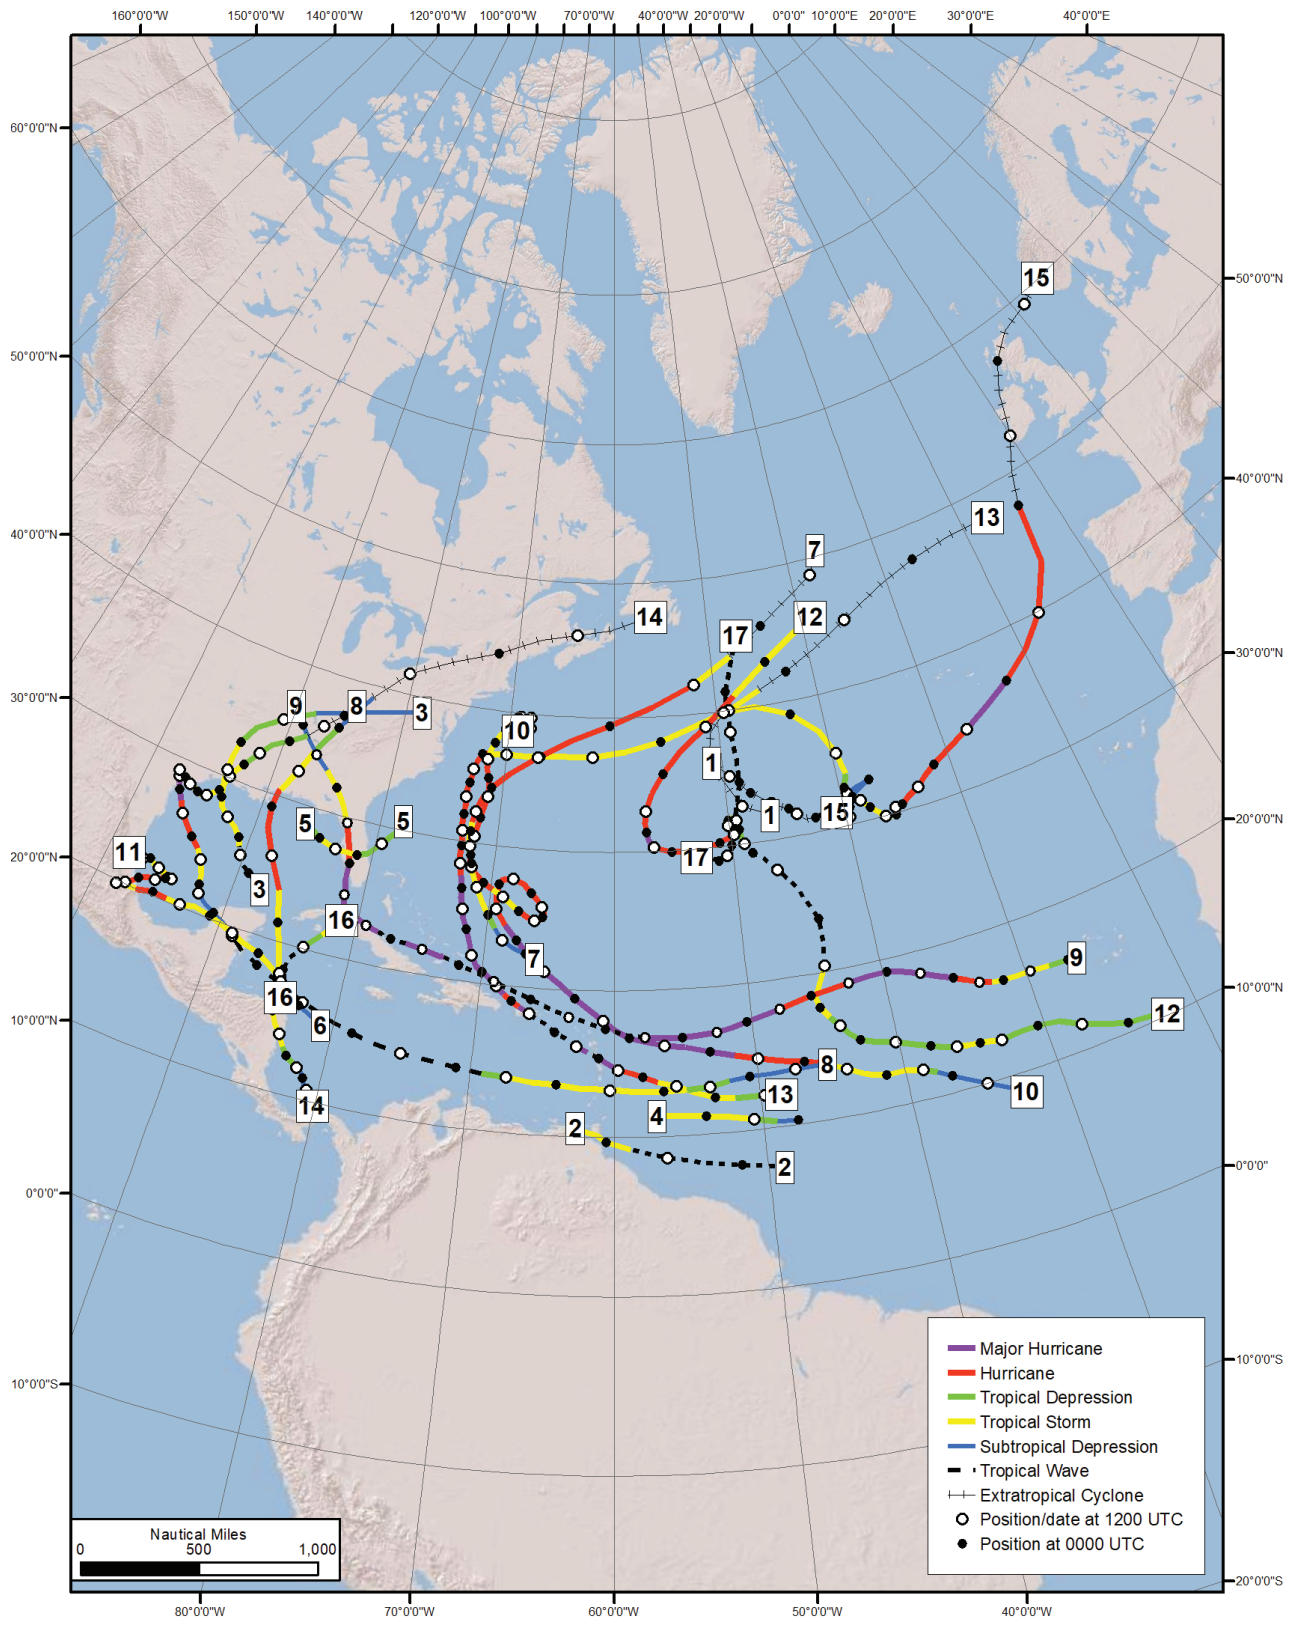 160°0'0"W 150°0'0"W 140°0'0"W 120°0'0"W 100°0'0"W 70°0'0"W 40°0'0"W 20°0'0"W 0°0'0" 10°0'0"E 20°0'0"E 30°0'0"E 40°0'0"E
60°0'0"N
50°0'0"N
15
50°0'0"N
40°0'0"N
40°0'0"N
13
7
14
17
12
30°0'0"N
30°0'0"N
9
8
3
10
1
1
15
20°0'0"N
5
5
20°0'0"N
11
17
3
16
7
9
10°0'0"N
16
6
12
10°0'0"N
8
14
13
10
4
2
2
0°0'0"
0°0'0"
10°0'0"S
10°0'0"S
Major Hurricane
Hurricane
Tropical Depression
Tropical Storm
Subtropical Depression
Tropical Wave
Extratropical Cyclone
Position/date at 1200 UTC
Position at 0000 UTC
Nautical Miles
0 500 1,000
20°0'0"S
80°0'0"W 70°0'0"W 60°0'0"W 50°0'0"W 40°0'0"W